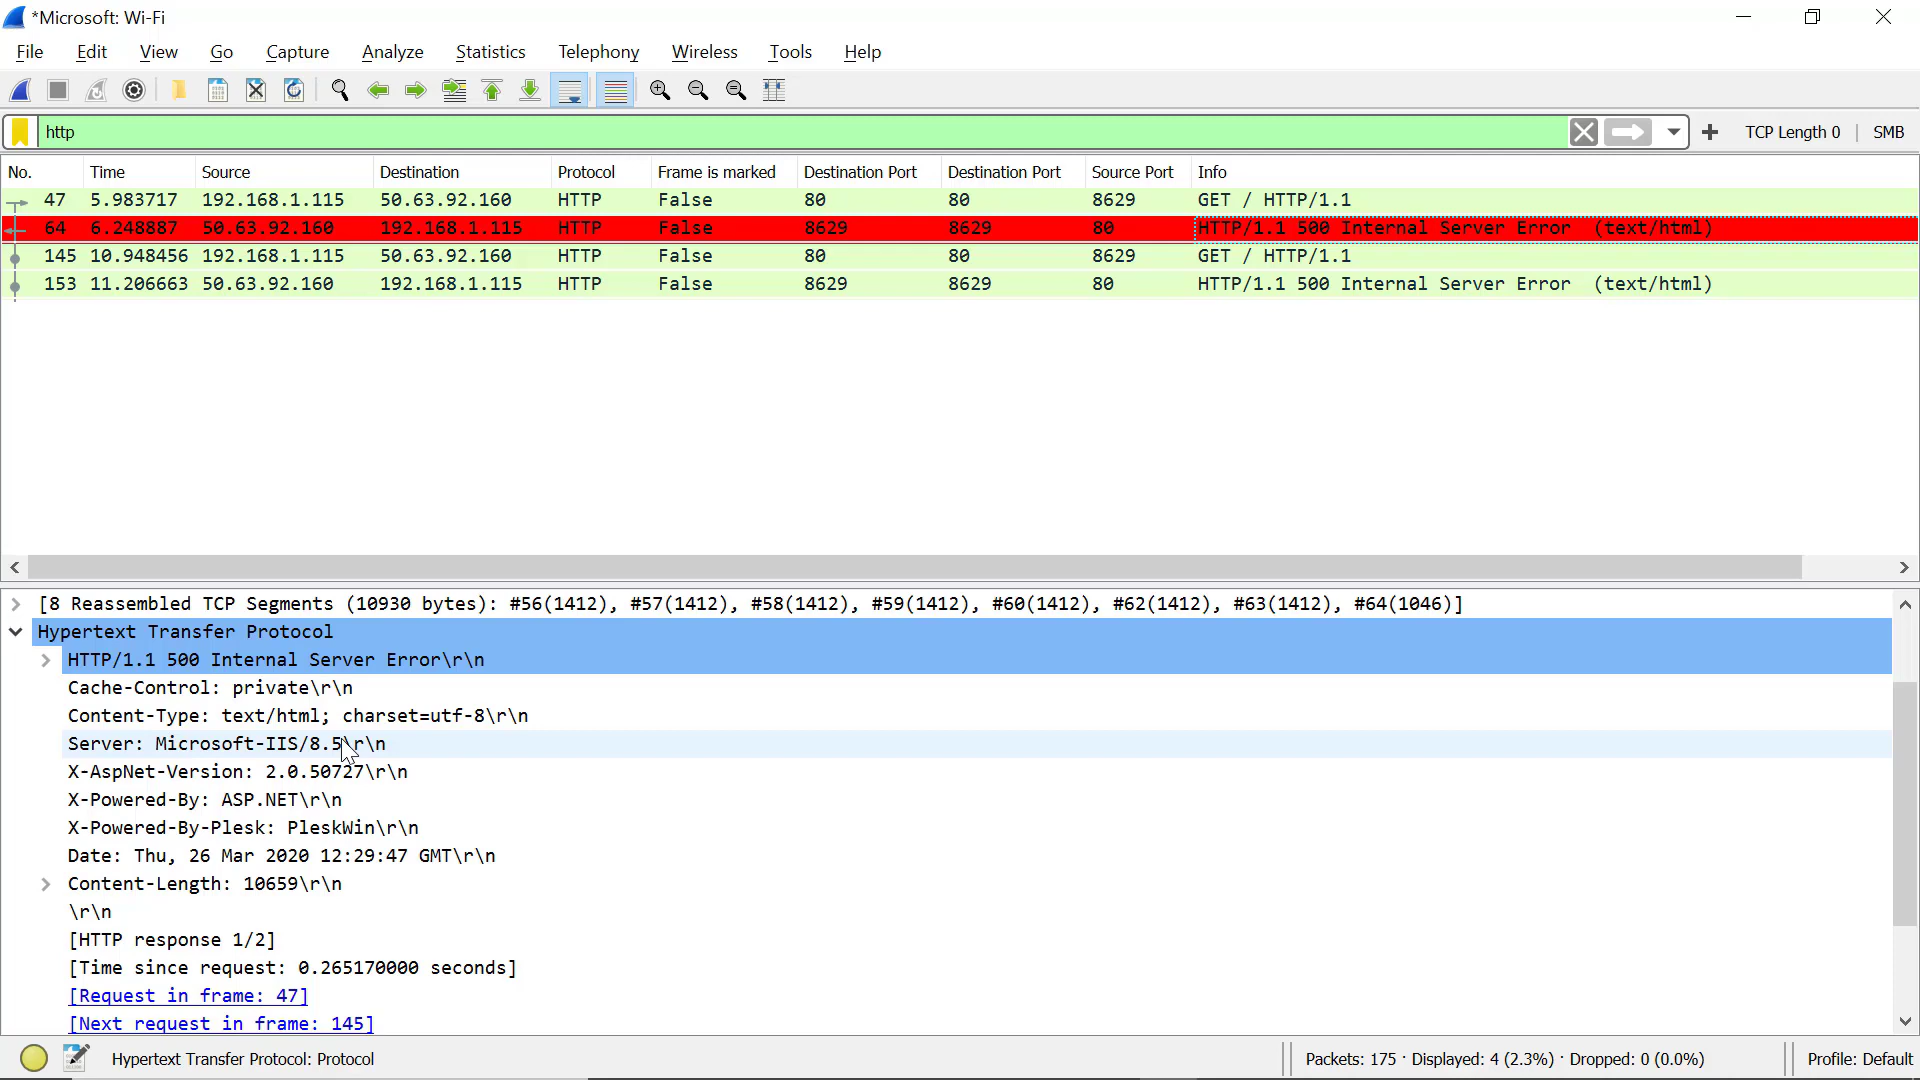 *Microsoft: Wi-Fi
File Edit View Go Capture Analyze Statistics Telephony Wireless Tools Help
http TCP Length 0 SMB
No. Time Source Destination Protocol Frame is marked Destination Port Destination Port Source Port Info
47 5.983717 192.168.1.115 50.63.92.160 HTTP False 80 80 8629 GET / HTTP/1.1
64 6.248887 50.63.92.160 192.168.1.115 HTTP False 8629 8629 80 HTTP/1.1 500 Internal Server Error (text/html)
145 10.948456 192.168.1.115 50.63.92.160 HTTP False 80 80 8629 GET / HTTP/1.1
153 11.206663 50.63.92.160 192.168.1.115 HTTP False 8629 8629 80 HTTP/1.1 500 Internal Server Error (text/html)
[8 Reassembled TCP Segments (10930 bytes): #56(1412), #57(1412), #58(1412), #59(1412), #60(1412), #62(1412), #63(1412), #64(1046)]
Hypertext Transfer Protocol
HTTP/1.1 500 Internal Server Error\r\n
Cache-Control: private\r\n
Content-Type: text/html; charset=utf-8\r\n
Server: Microsoft-IIS/8.5\r\n
X-AspNet-Version: 2.0.50727\r\n
X-Powered-By: ASP.NET\r\n
X-Powered-By-Plesk: PleskWin\r\n
Date: Thu, 26 Mar 2020 12:29:47 GMT\r\n
Content-Length: 10659\r\n
\r\n
[HTTP response 1/2]
[Time since request: 0.265170000 seconds]
[Request in frame: 47]
[Next request in frame: 145]
Hypertext Transfer Protocol: Protocol Packets: 175 · Displayed: 4 (2.3%) · Dropped: 0 (0.0%) Profile: Default